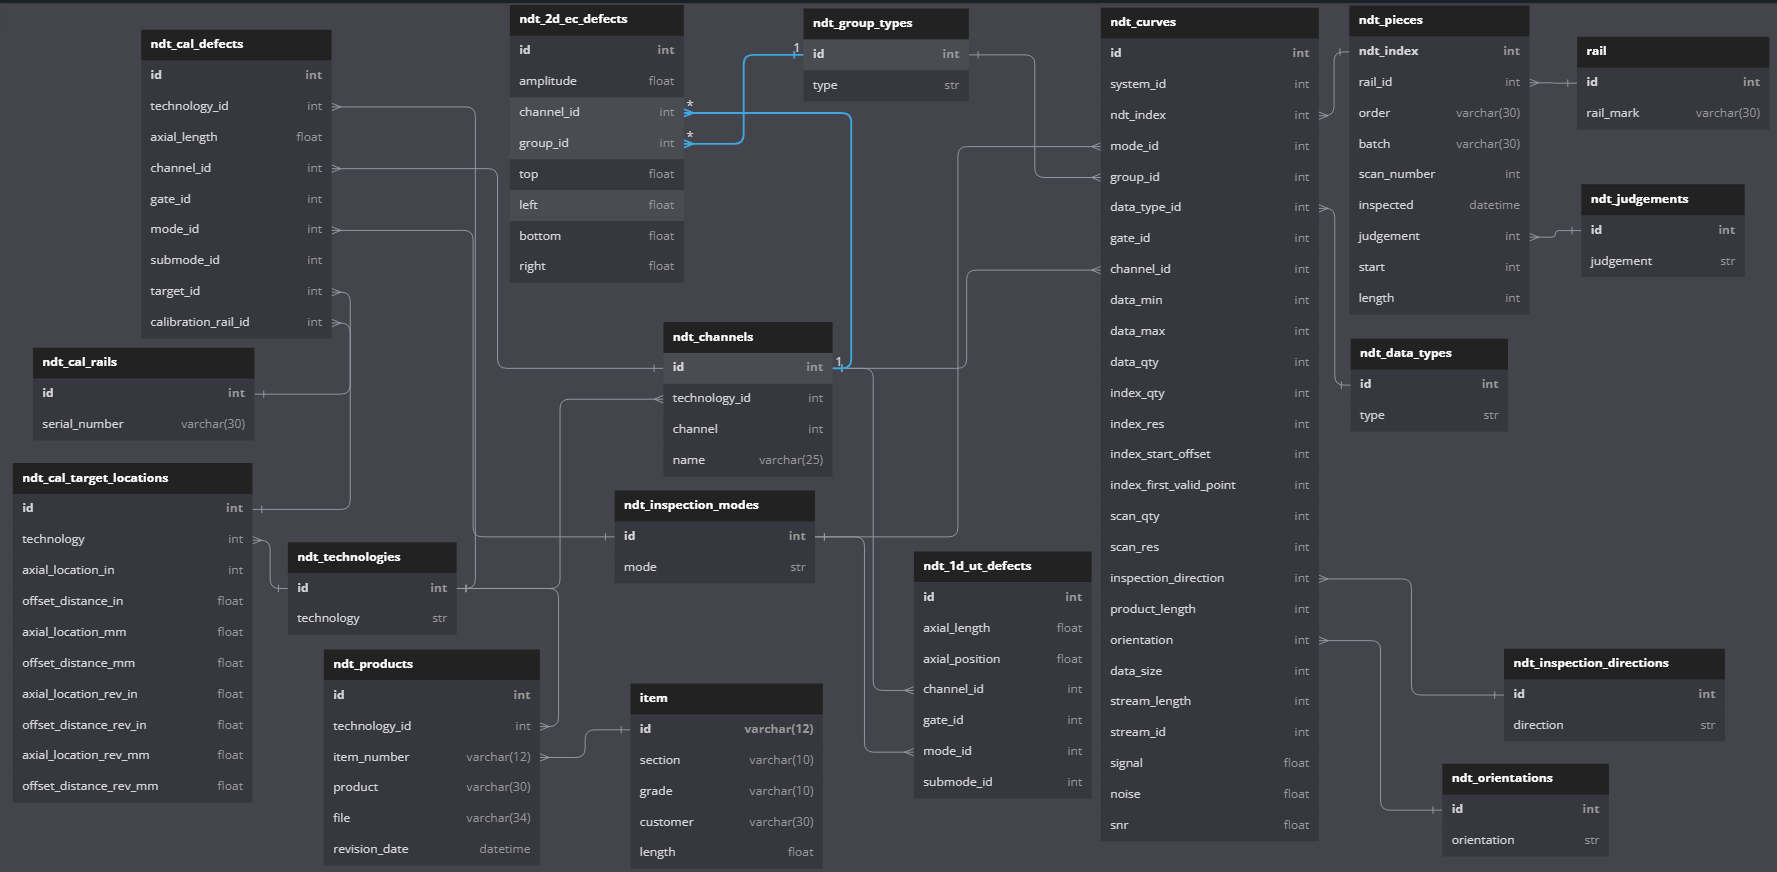 ndt_cal_defects
id int
technology_id int
axial_length float
channel_id int
gate_id int
mode_id int
submode_id int
target_id int
calibration_rail_id int
ndt_cal_rails
id int
serial_number varchar(30)
ndt_cal_target_locations
id int
technology int
axial_location_in int
offset_distance_in float
axial_location_mm float
offset_distance_mm float
axial_location_rev_in float
offset_distance_rev_in float
axial_location_rev_mm float
offset_distance_rev_mm float
ndt_technologies
id int
technology str
ndt_products
id int
technology_id int
item_number varchar(12)
product varchar(30)
file varchar(34)
revision_date datetime
ndt_2d_ec_defects
id int
amplitude float
channel_id int *
group_id int *
top float
left float
bottom float
right float
ndt_group_types
1 id int
type str
ndt_channels
id int 1
technology_id int
channel int
name varchar(25)
ndt_inspection_modes
id int
mode str
item
id varchar(12)
section varchar(10)
grade varchar(10)
customer varchar(30)
length float
ndt_1d_ut_defects
id int
axial_length float
axial_position float
channel_id int
gate_id int
mode_id int
submode_id int
ndt_curves
id int
system_id int
ndt_index int
mode_id int
group_id int
data_type_id int
gate_id int
channel_id int
data_min int
data_max int
data_qty int
index_qty int
index_res int
index_start_offset int
index_first_valid_point int
scan_qty int
scan_res int
inspection_direction int
product_length int
orientation int
data_size int
stream_length int
stream_id int
signal float
noise float
snr float
ndt_pieces
ndt_index int
rail_id int
order varchar(30)
batch varchar(30)
scan_number int
inspected datetime
judgement int
start int
length int
rail
id int
rail_mark varchar(30)
ndt_judgements
id int
judgement str
ndt_data_types
id int
type str
ndt_inspection_directions
id int
direction str
ndt_orientations
id int
orientation str